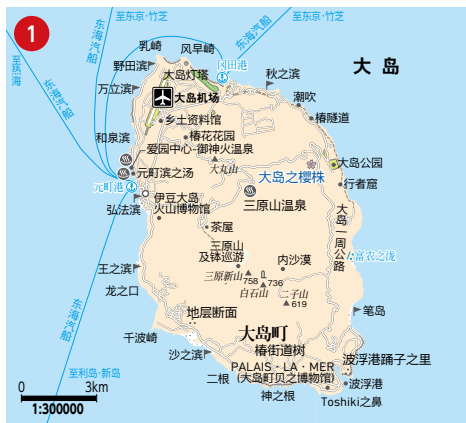 1
至东京·竹芝
至东京·竹芝
东海汽船
东海汽船
至热海
东海汽船
东海汽船
大岛
乳崎
风早崎
冈田港
野田滨
大岛灯塔
秋之滨
万立滨
大岛机场
潮吹
乡土资料馆
椿隧道
和泉滨
椿花花园
爱园中心-御神火温泉
大丸山
大岛公园
元町滨之汤
大岛之樱株
行者窟
元町港
伊豆大岛
火山博物馆
弘法滨
三原山温泉
大岛一周公路
茶屋
三原山
及钵巡游
内沙漠
富农之泷
王之滨
三原新山
758
736
白石山
二子山
619
龙之口
地层断面
笔岛
东海汽船
千波崎
大岛町
椿街道树
沙之滨
波浮港踊子之里
至利岛·新岛
PALAIS·LA·MER
(大岛町贝之博物馆)
二根
波浮港
神之根
Toshiki之鼻
0 3km
1:300000